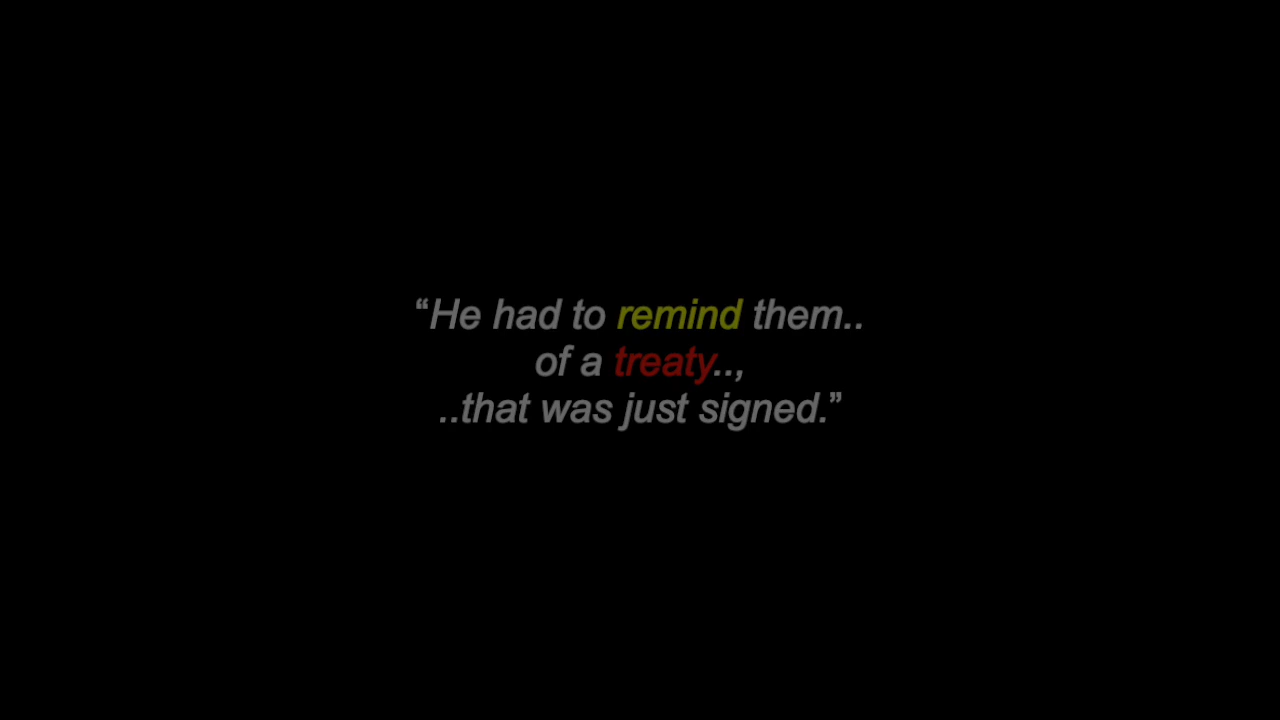 “He had to remind them..
of a treaty..,
..that was just signed.”